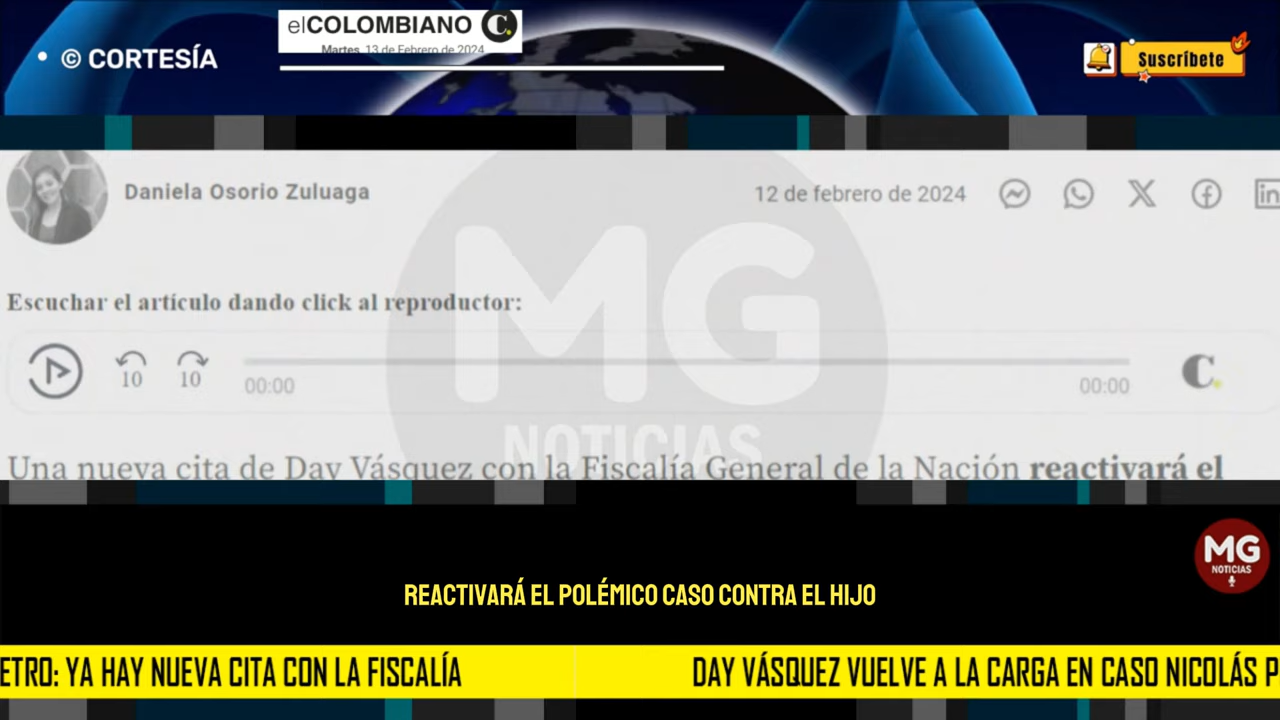 elCOLOMBIANO C.
Martes, 13 de Febrero de 2024
• © CORTESÍA
Suscríbete
Daniela Osorio Zuluaga
12 de febrero de 2024
in
MG
NOTICIAS
Escuchar el artículo dando click al reproductor:
10 10
00:00 00:00
C.
Una nueva cita de Day Vásquez con la Fiscalía General de la Nación reactivará el
MG
NOTICIAS
REACTIVARÁ EL POLÉMICO CASO CONTRA EL HIJO
ETRO: YA HAY NUEVA CITA CON LA FISCALÍA DAY VÁSQUEZ VUELVE A LA CARGA EN CASO NICOLÁS P